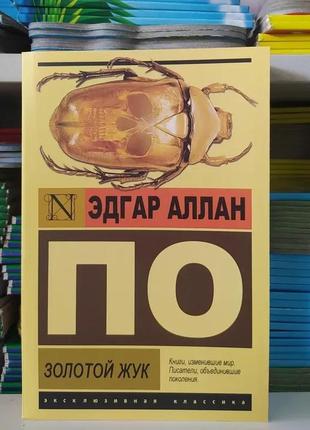 N ЭДГАР АЛЛАН
ПО
ЗОЛОТОЙ ЖУК
Книги, изменившие мир.
Писатели, объединившие
поколения.
эксклюзивная классика